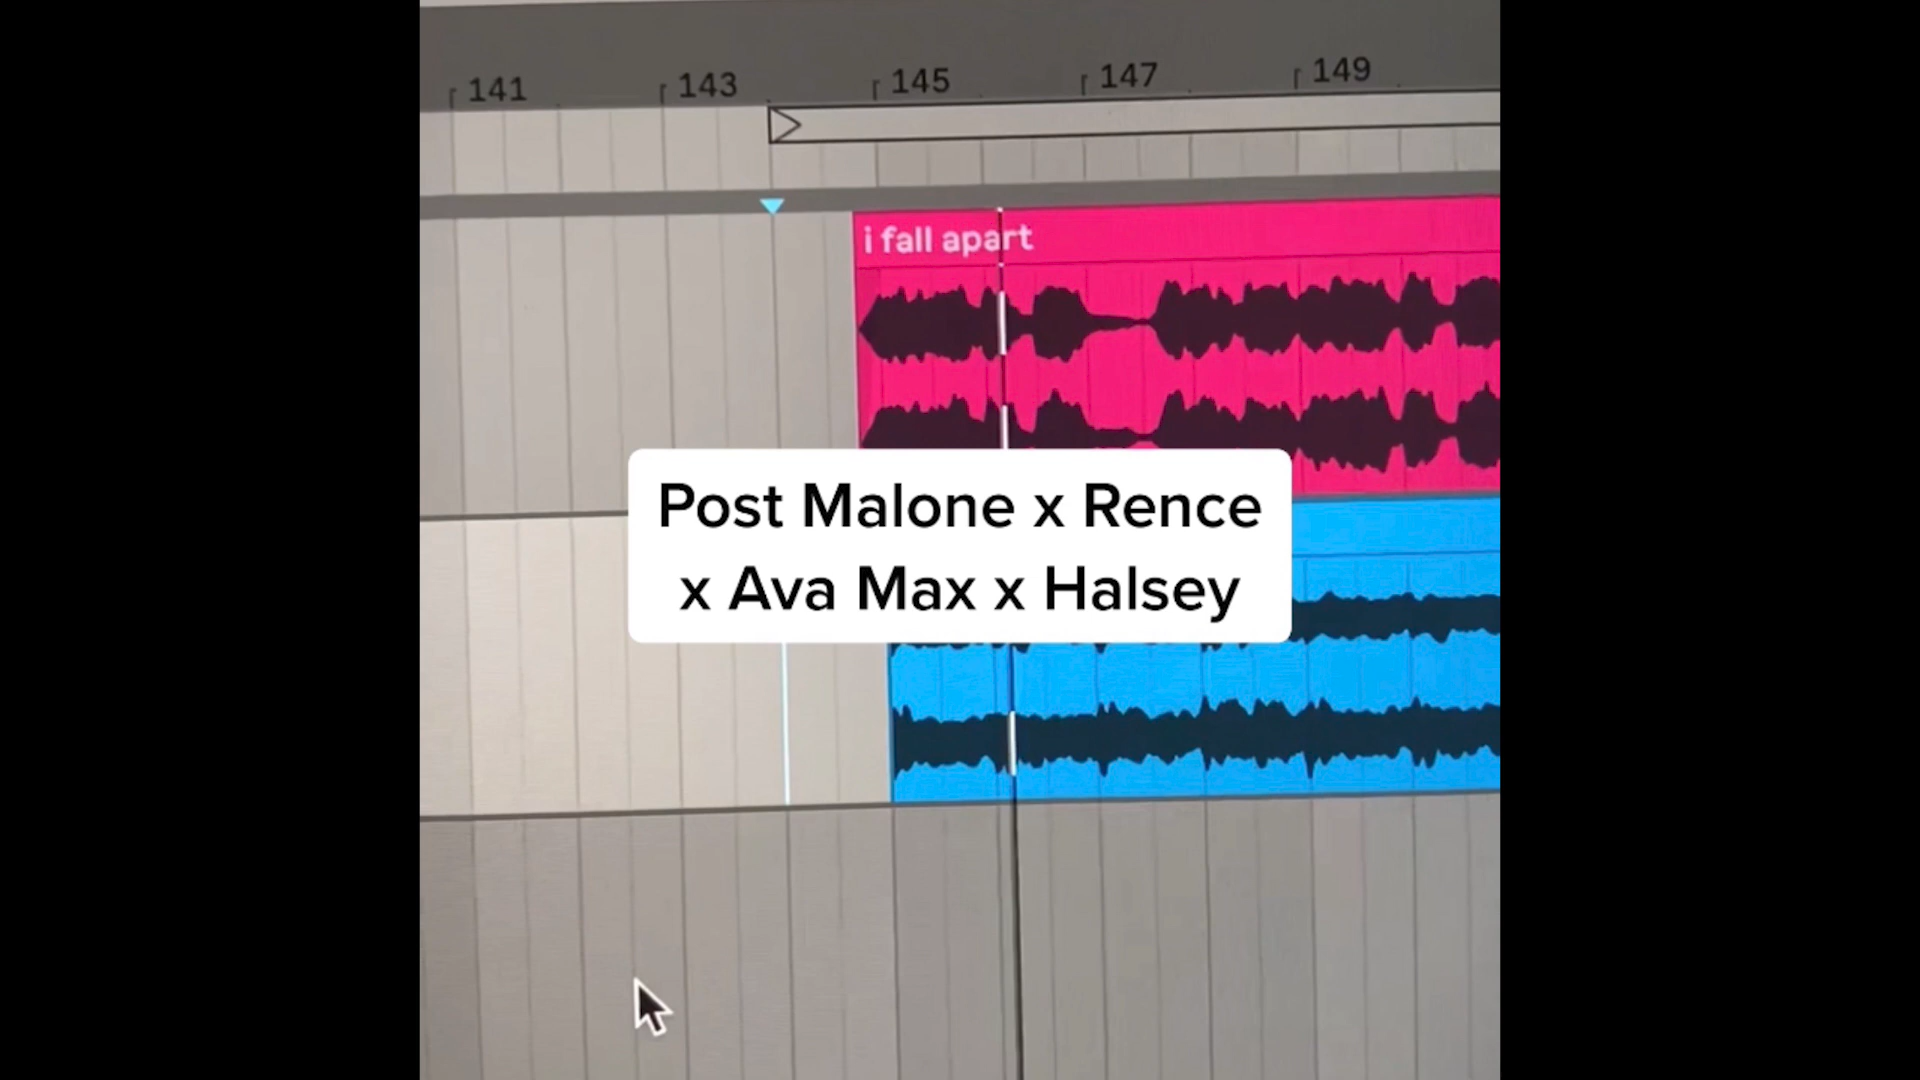 141 143 145 147 149
i fall apart
Post Malone x Rence
x Ava Max x Halsey